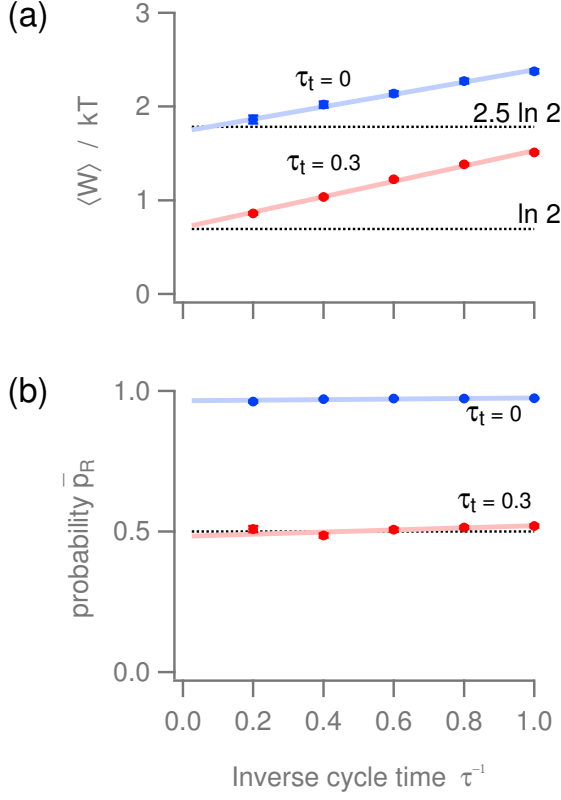 (a)
3
2
1
0
⟨W⟩ / kT
τt = 0
2.5 ln 2
τt = 0.3
ln 2
(b)
1.0
0.5
0.0
probability p̄R
τt = 0
τt = 0.3
0.0 0.2 0.4 0.6 0.8 1.0
Inverse cycle time τ⁻¹